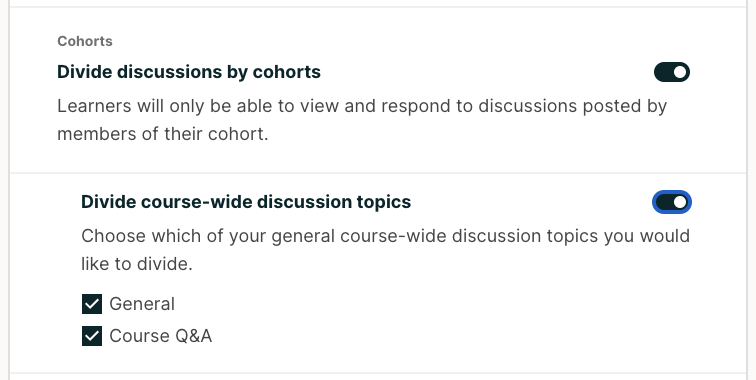 Cohorts
Divide discussions by cohorts
Learners will only be able to view and respond to discussions posted by
members of their cohort.
Divide course-wide discussion topics
Choose which of your general course-wide discussion topics you would
like to divide.
General
Course Q&A